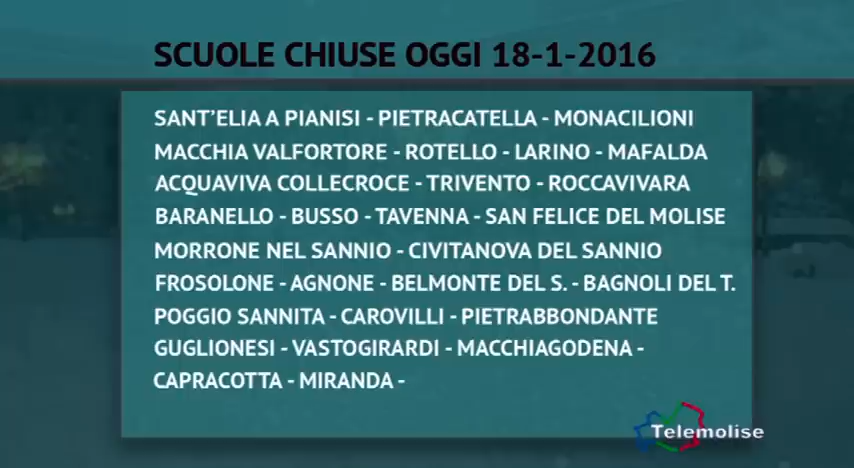 SCUOLE CHIUSE OGGI 18-1-2016
SANT'ELIA A PIANISI - PIETRACATELLA - MONACILIONI
MACCHIA VALFORTORE - ROTELLO - LARINO - MAFALDA
ACQUAVIVA COLLECROCE - TRIVENTO - ROCCAVIVARA
BARANELLO - BUSSO - TAVENNA - SAN FELICE DEL MOLISE
MORRONE NEL SANNIO - CIVITANOVA DEL SANNIO
FROSOLONE - AGNONE - BELMONTE DEL S. - BAGNOLI DEL T.
POGGIO SANNITA - CAROVILLI - PIETRABBONDANTE
GUGLIONESI - VASTOGIRARDI - MACCHIAGODENA -
CAPRACOTTA - MIRANDA -
Telemolise